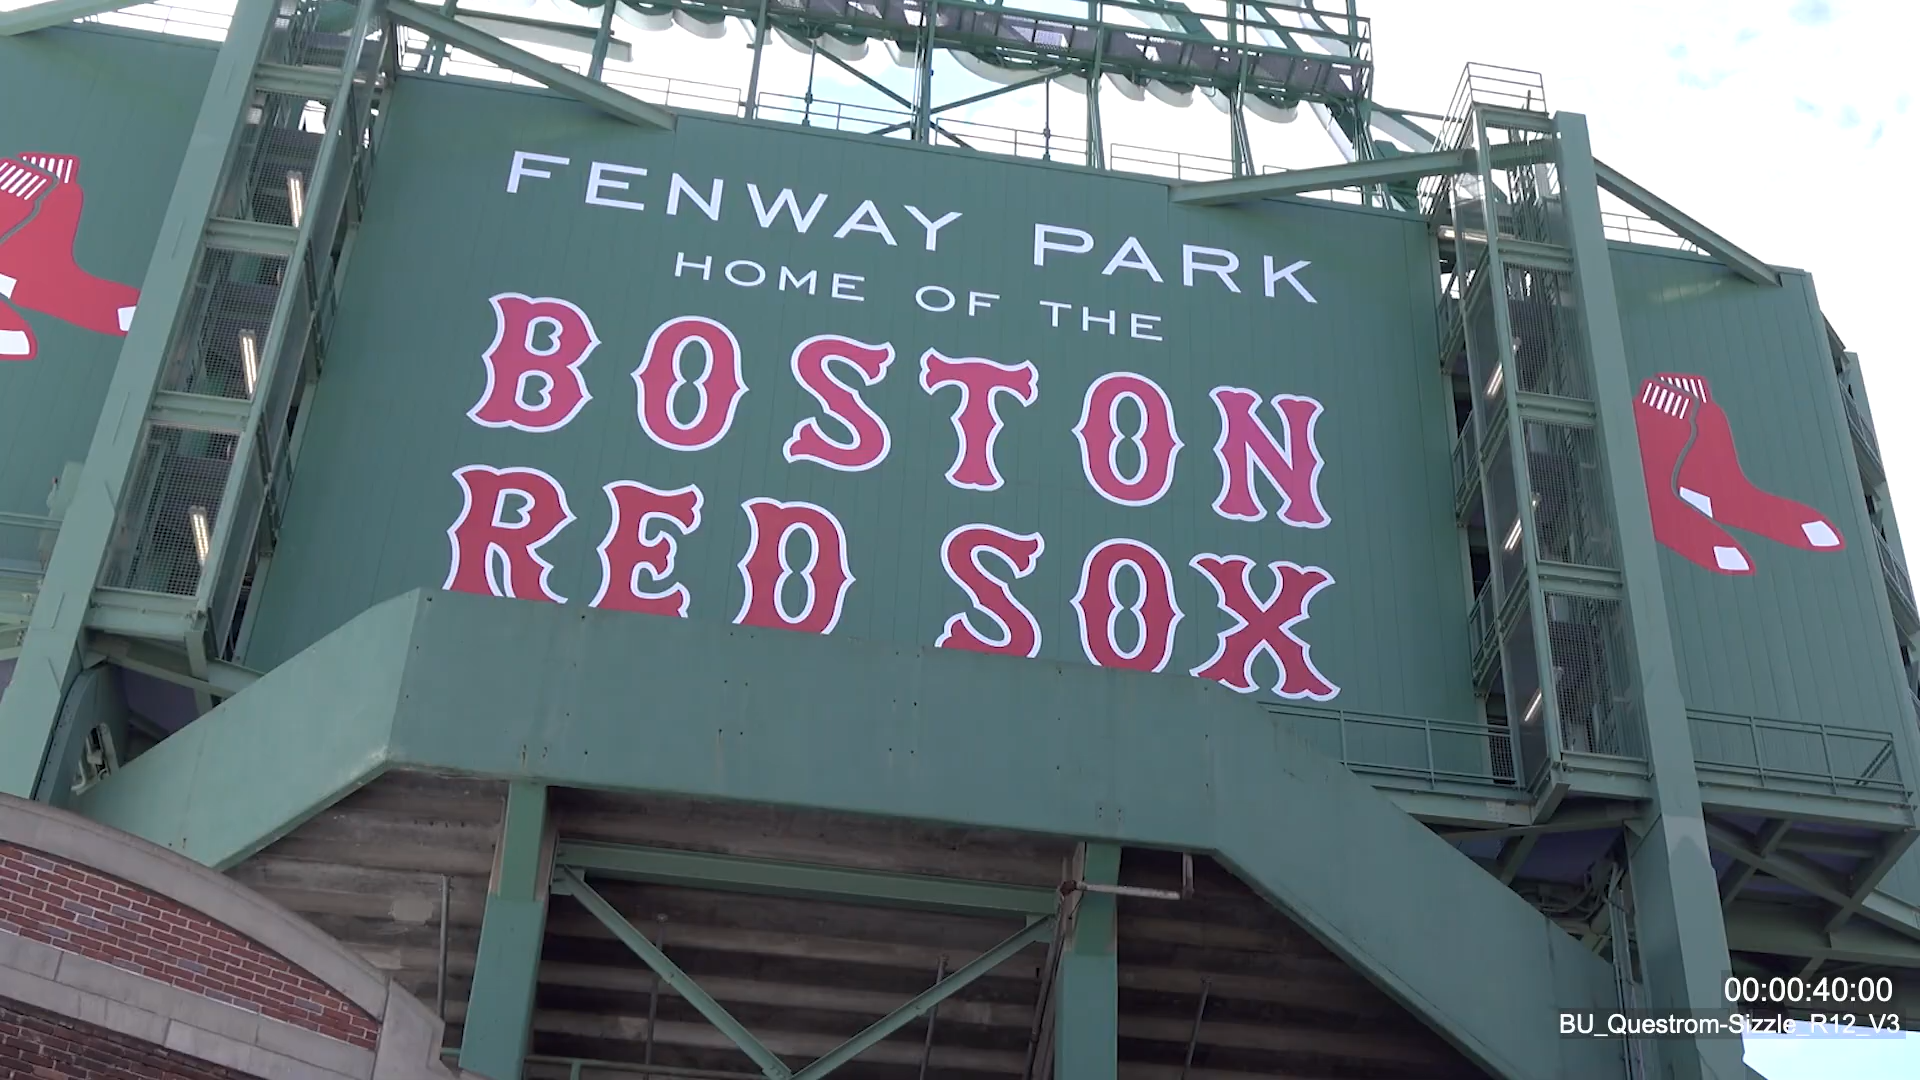 FENWAY PARK
HOME OF THE
BOSTON
RED SOX
00:00:40:00
BU_Questrom-Sizzle_R12_V3